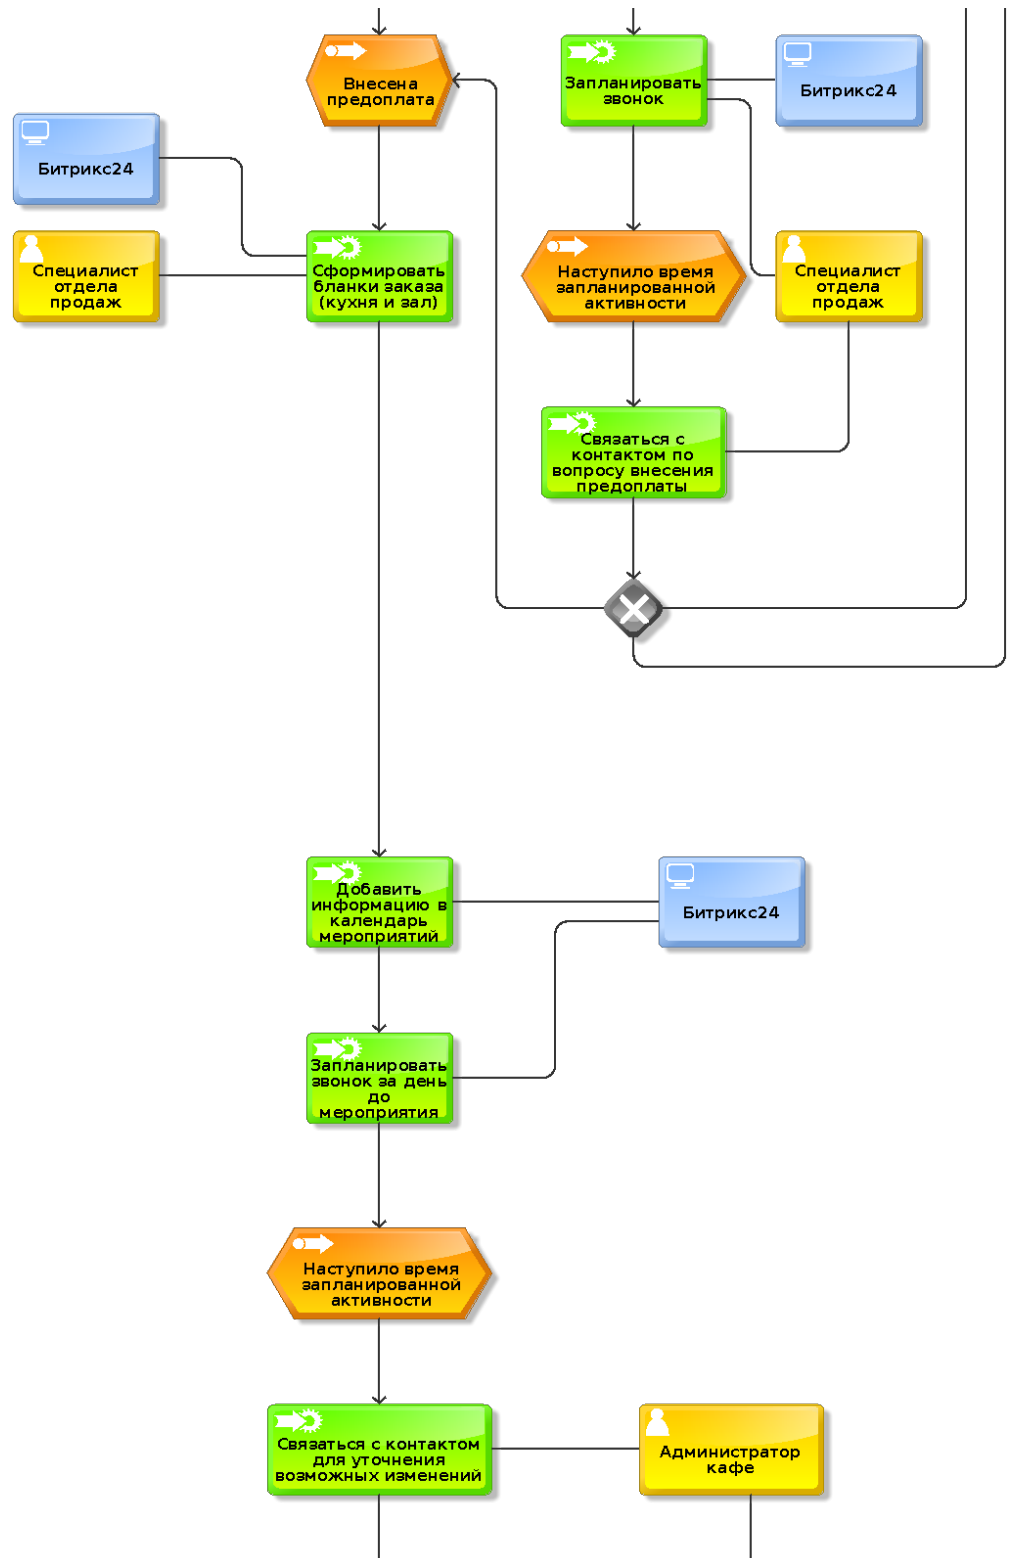 Внесена
предоплата
Запланировать
звонок
Битрикс24
Битрикс24
Специалист
отдела
продаж
Сформировать
бланки заказа
(кухня и зал)
Наступило время
запланированной
активности
Специалист
отдела
продаж
Связаться с
контактом по
вопросу внесения
предоплаты
Добавить
информацию в
календарь
мероприятий
Битрикс24
Запланировать
звонок за день
до
мероприятия
Наступило время
запланированной
активности
Связаться с контактом
для уточнения
возможных изменений
Администратор
кафе